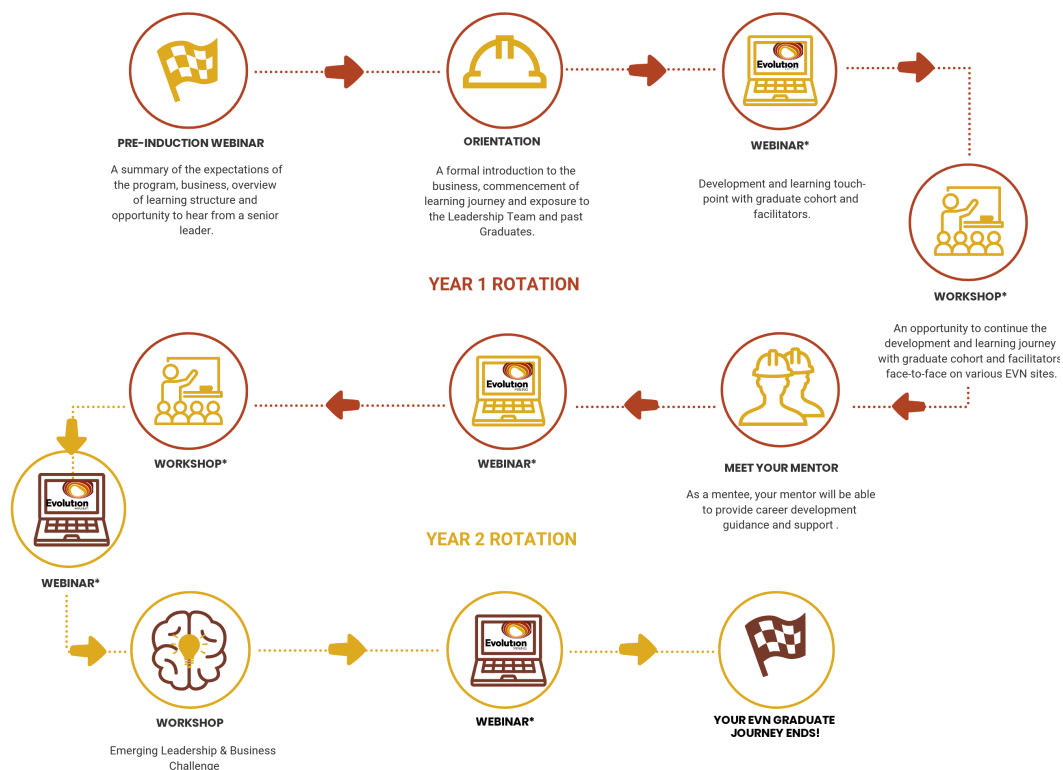 Evolution
PRE-INDUCTION WEBINAR
A summary of the expectations of
the program, business, overview
of learning structure and
opportunity to hear from a senior
leader.
ORIENTATION
A formal introduction to the
business, commencement of
learning journey and exposure to
the Leadership Team and past
Graduates.
WEBINAR*
Development and learning touch-
point with graduate cohort and
facilitators.
WORKSHOP*
An opportunity to continue the
development and learning journey
with graduate cohort and facilitators
face-to-face on various EVN sites.
YEAR 1 ROTATION
MEET YOUR MENTOR
As a mentee, your mentor will be able
to provide career development
guidance and support .
Evolution
MINING
WEBINAR*
WORKSHOP*
YEAR 2 ROTATION
Evolution
MINING
WEBINAR*
WORKSHOP
Emerging Leadership & Business
Challenge
Evolution
MINING
WEBINAR*
YOUR EVN GRADUATE
JOURNEY ENDS!